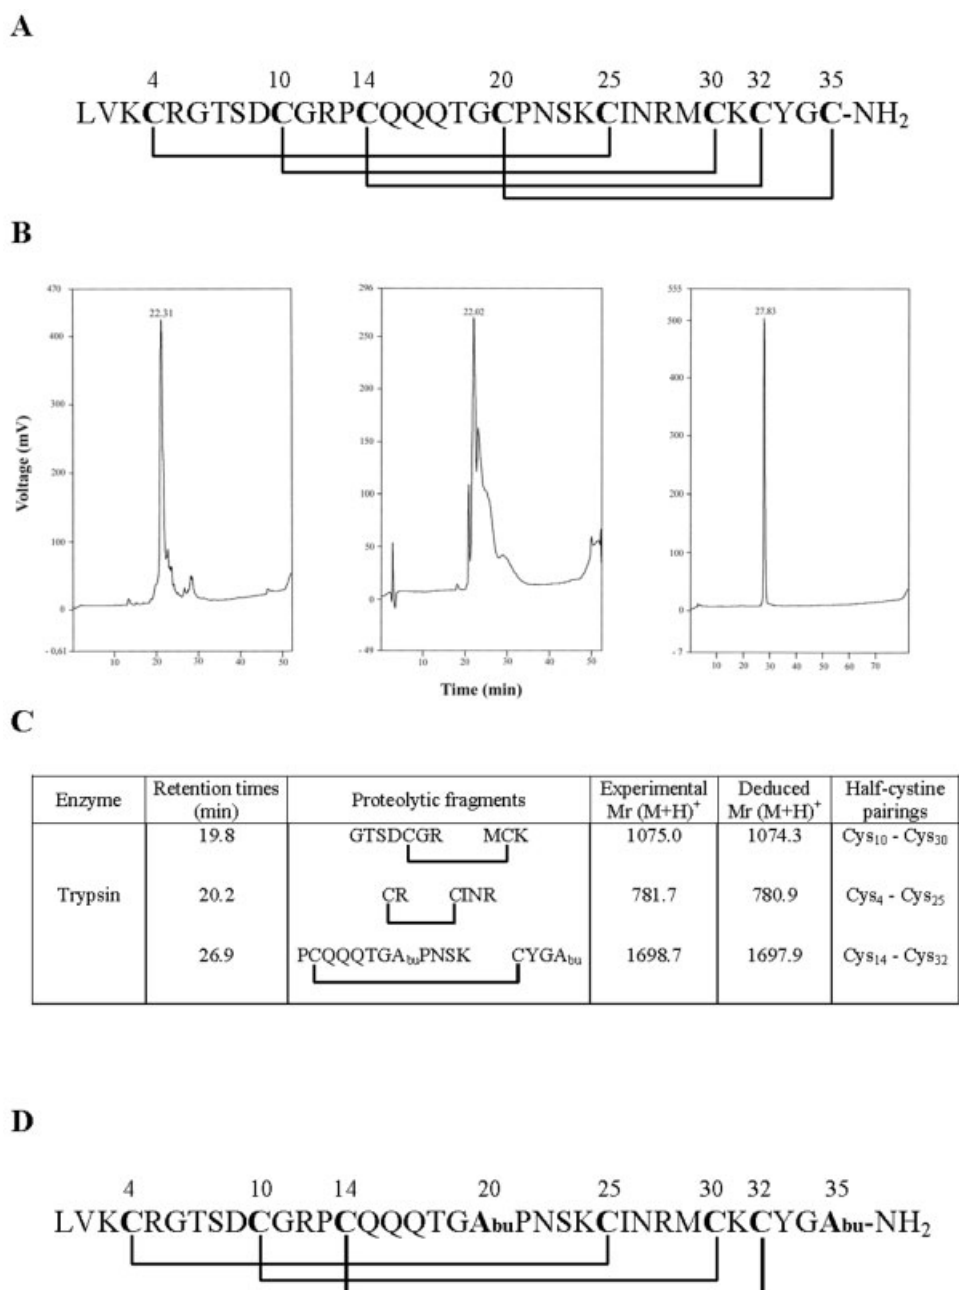 A
4 10 14 20 25 30 32 35
LVKCRGTSDCGRPCQQQTGCPNSKCINRMCKCYGC-NH2
B
470
22.31
400
300
200
100
0
- 0,61
10 20 30 40 50
296
22.02
250
200
150
100
50
0
- 49
10 20 30 40 50
555
27.83
500
400
300
200
100
0
- 7
10 20 30 40 50 60 70
Voltage (mV)
Time (min)
C
Enzyme Retention times (min) Proteolytic fragments Experimental Mr (M+H)+ Deduced Mr (M+H)+ Half-cystine pairings
19.8 GTSDCGR MCK 1075.0 1074.3 Cys10 - Cys30
Trypsin 20.2 CR CINR 781.7 780.9 Cys4 - Cys25
26.9 PCQQQTGAbuPNSK CYGAbu 1698.7 1697.9 Cys14 - Cys32
D
4 10 14 20 25 30 32 35
LVKCRGTSDCGRPCQQQTGAbuPNSKCINRMCKCYGAbu-NH2